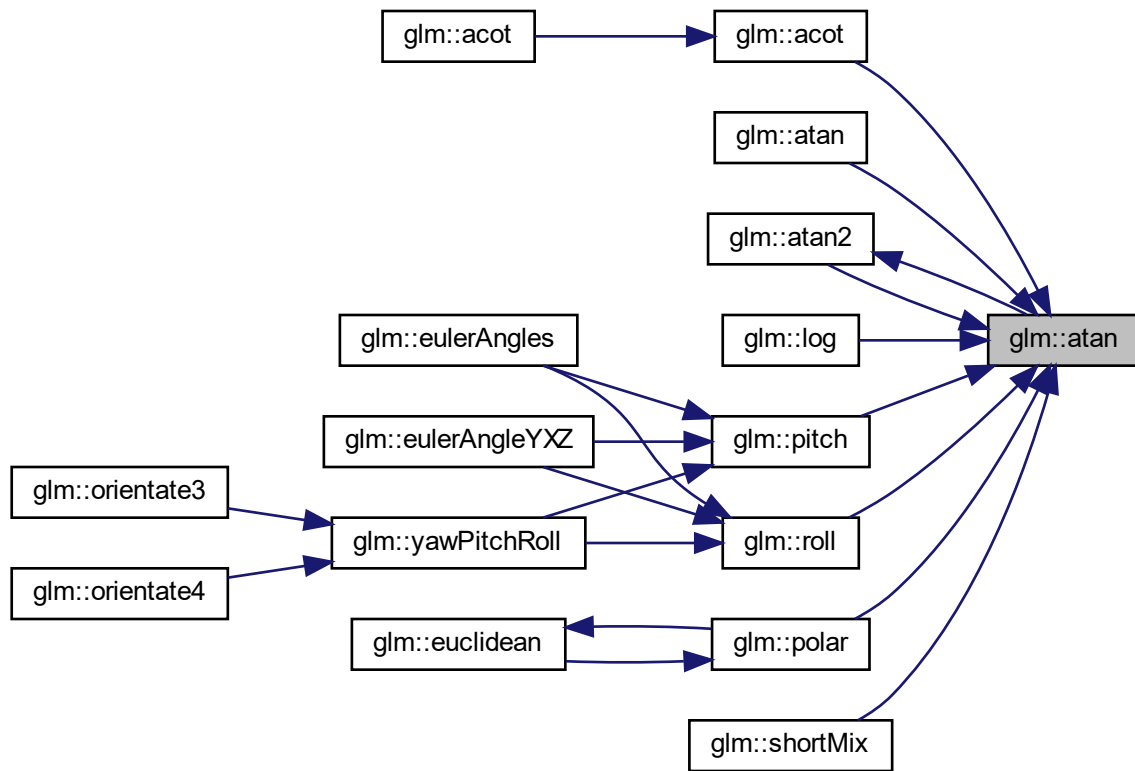 glm::acot
glm::acot
glm::atan
glm::atan2
glm::log
glm::atan
glm::eulerAngles
glm::eulerAngleYXZ
glm::pitch
glm::orientate3
glm::yawPitchRoll
glm::roll
glm::orientate4
glm::euclidean
glm::polar
glm::shortMix